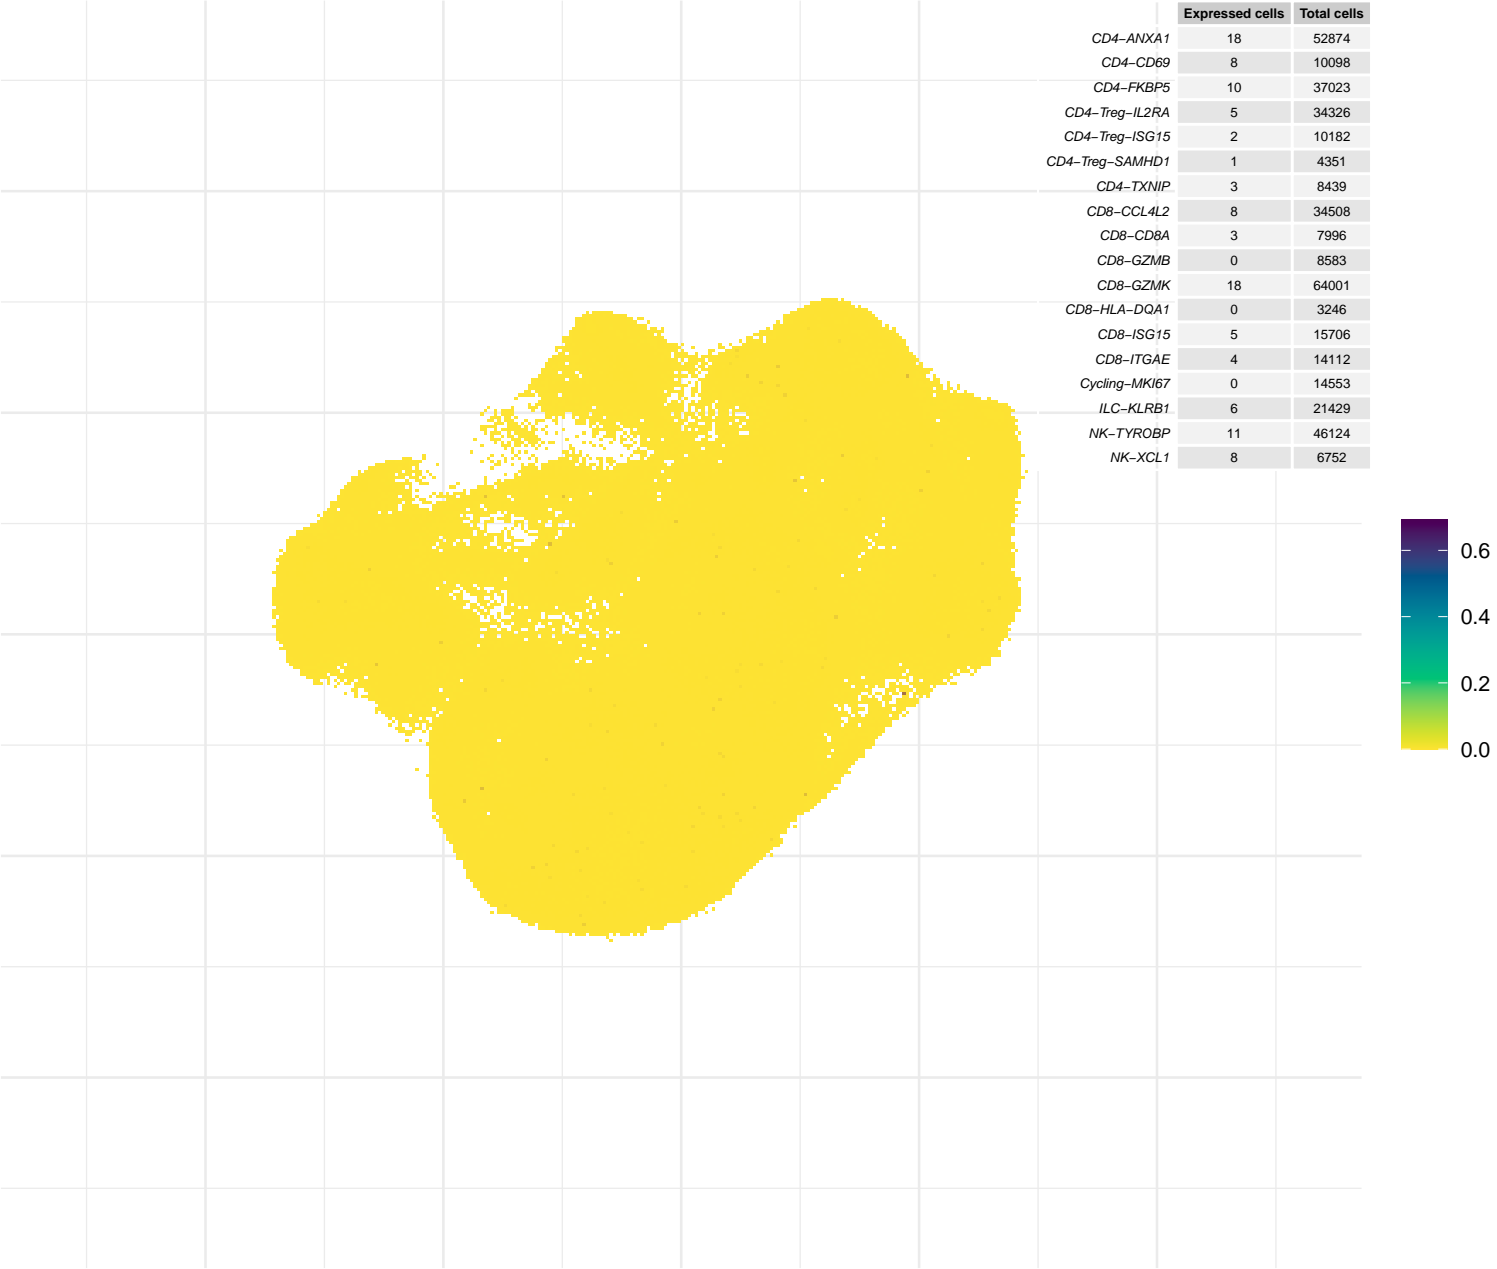 Expressed cells Total cells
CD4−ANXA1 18 52874
CD4−CD69 8 10098
CD4−FKBP5 10 37023
CD4−Treg−IL2RA 5 34326
CD4−Treg−ISG15 2 10182
CD4−Treg−SAMHD1 1 4351
CD4−TXNIP 3 8439
CD8−CCL4L2 8 34508
CD8−CD8A 3 7996
CD8−GZMB 0 8583
CD8−GZMK 18 64001
CD8−HLA−DQA1 0 3246
CD8−ISG15 5 15706
CD8−ITGAE 4 14112
Cycling−MKI67 0 14553
ILC−KLRB1 6 21429
NK−TYROBP 11 46124
NK−XCL1 8 6752
0.6
0.4
0.2
0.0